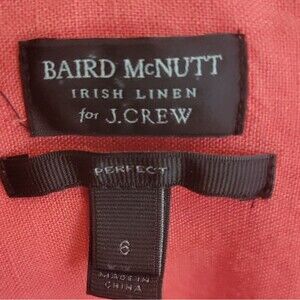 BAIRD McNUTT
IRISH LINEN
for J.CREW
PERFECT
6
MADE IN
CHINA